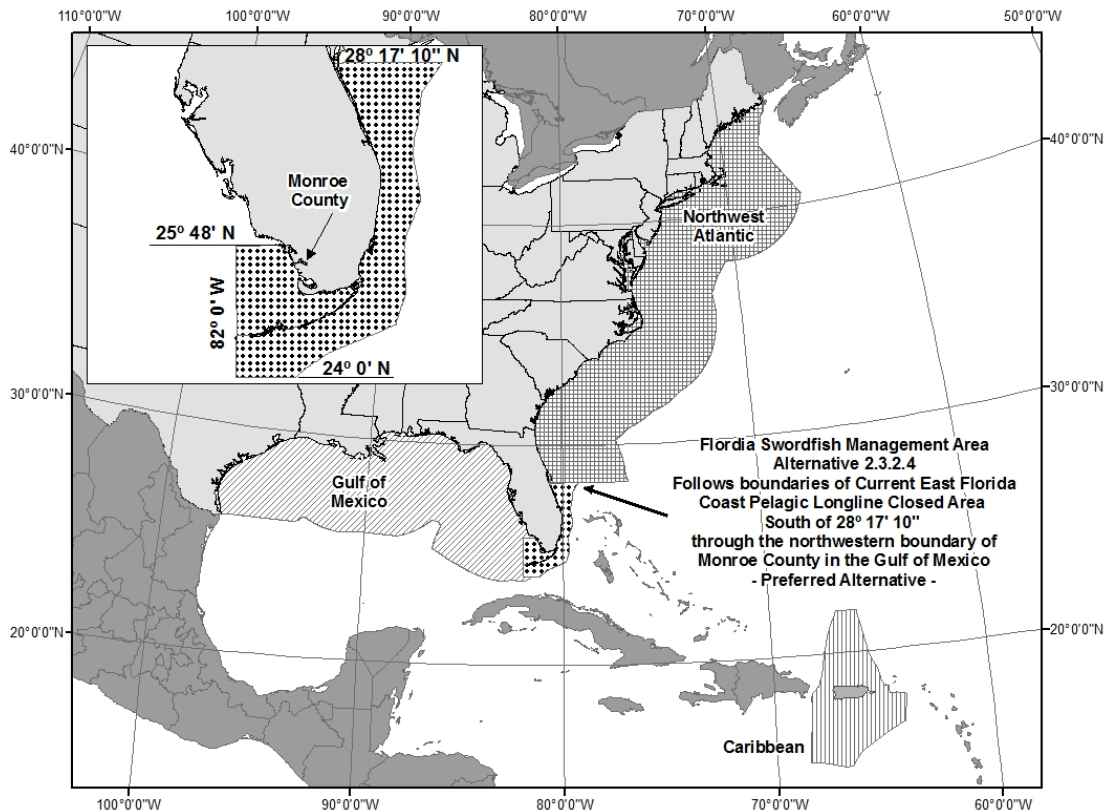 110°0'0"W
100°0'0"W
90°0'0"W
80°0'0"W
70°0'0"W
60°0'0"W
50°0'0"W
28º 17' 10" N
Monroe
County
25º 48' N
82º 0' W
24º 0' N
40°0'0"N
40°0'0"N
Northwest
Atlantic
30°0'0"N
30°0'0"N
Flordia Swordfish Management Area
Alternative 2.3.2.4
Follows boundaries of Current East Florida
Coast Pelagic Longline Closed Area
South of 28º 17' 10"
through the northwestern boundary of
Monroe County in the Gulf of Mexico
- Preferred Alternative -
Gulf of
Mexico
20°0'0"N
20°0'0"N
Caribbean
100°0'0"W
90°0'0"W
80°0'0"W
70°0'0"W
60°0'0"W